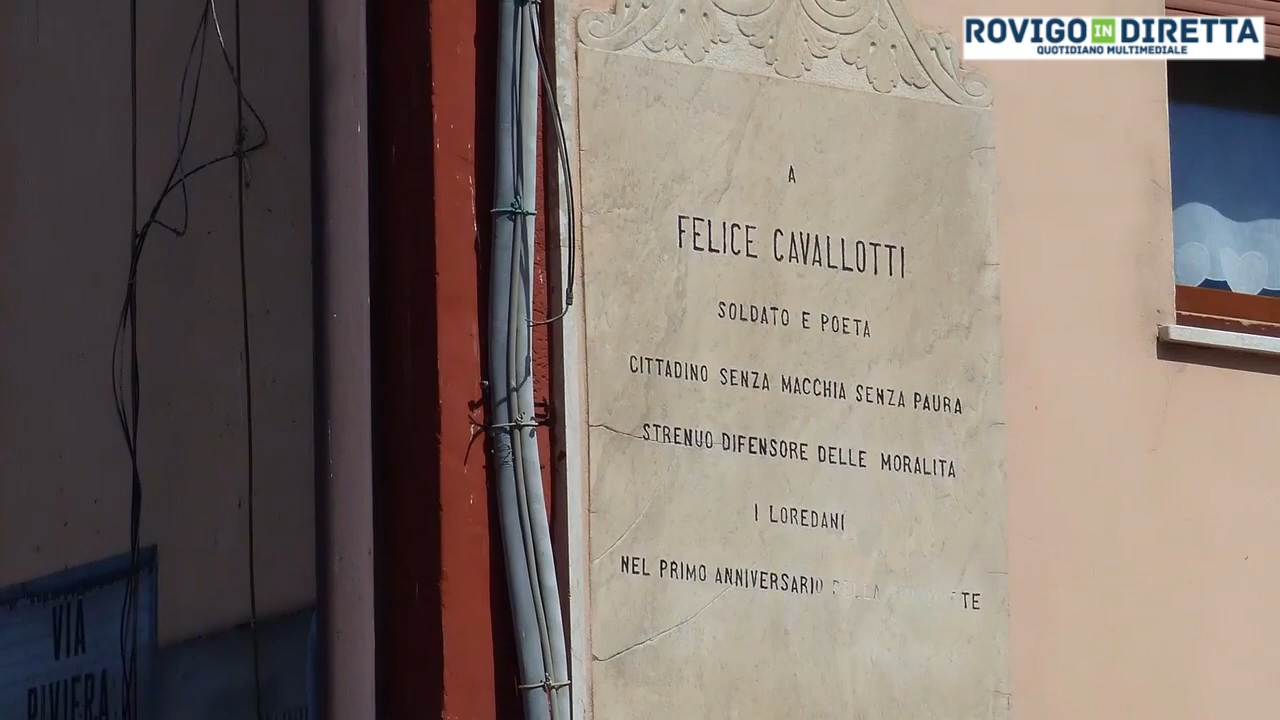 ROVIGO IN DIRETTA
QUOTIDIANO MULTIMEDIALE
A
FELICE CAVALLOTTI
SOLDATO E POETA
CITTADINO SENZA MACCHIA SENZA PAURA
STRENUO DIFENSORE DELLE MORALITA
I LOREDANI
NEL PRIMO ANNIVERSARIO DELLA
VIA
RIVIERA